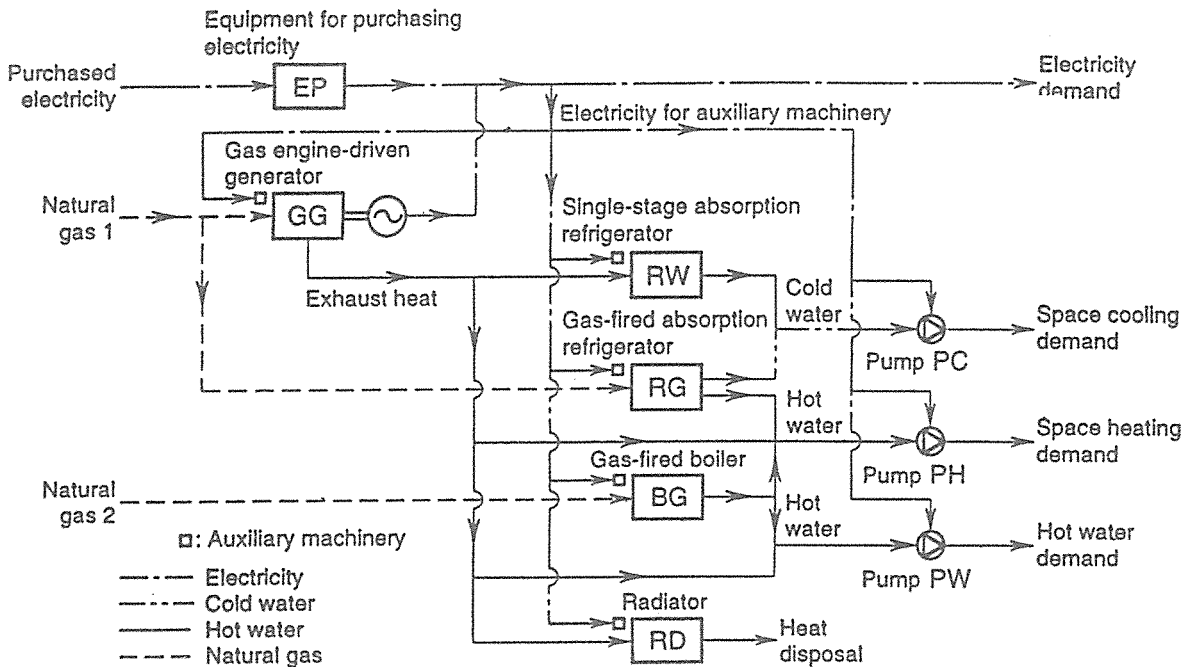 Equipment for purchasing
electricity
Purchased
electricity
EP
Electricity
demand
Electricity for auxiliary machinery
Gas engine-driven
generator
Natural
gas 1
GG
Single-stage absorption
refrigerator
RW
Exhaust heat
Cold
water
Space cooling
demand
Gas-fired absorption
refrigerator
Pump PC
RG
Hot
water
Space heating
demand
Gas-fired boiler
Pump PH
Natural
gas 2
BG
Hot
water
Hot water
demand
: Auxiliary machinery
Pump PW
Electricity
Cold water
Hot water
Natural gas
Radiator
RD
Heat
disposal